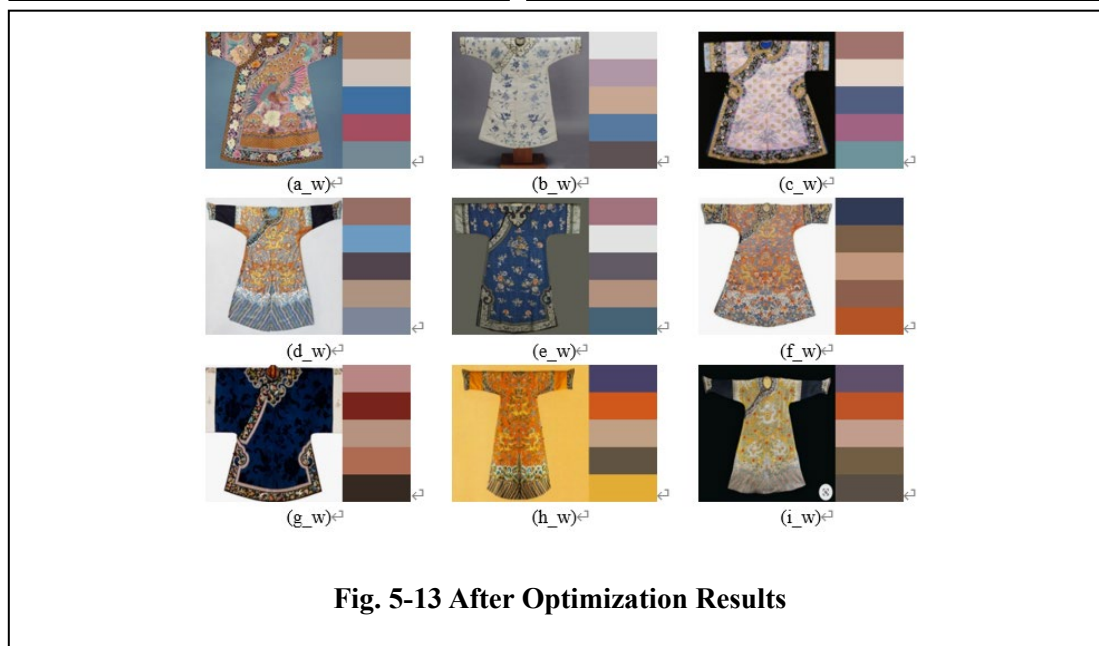 (a_w)
(b_w)
(c_w)
(d_w)
(e_w)
(f_w)
(g_w)
(h_w)
(i_w)
Fig. 5-13 After Optimization Results